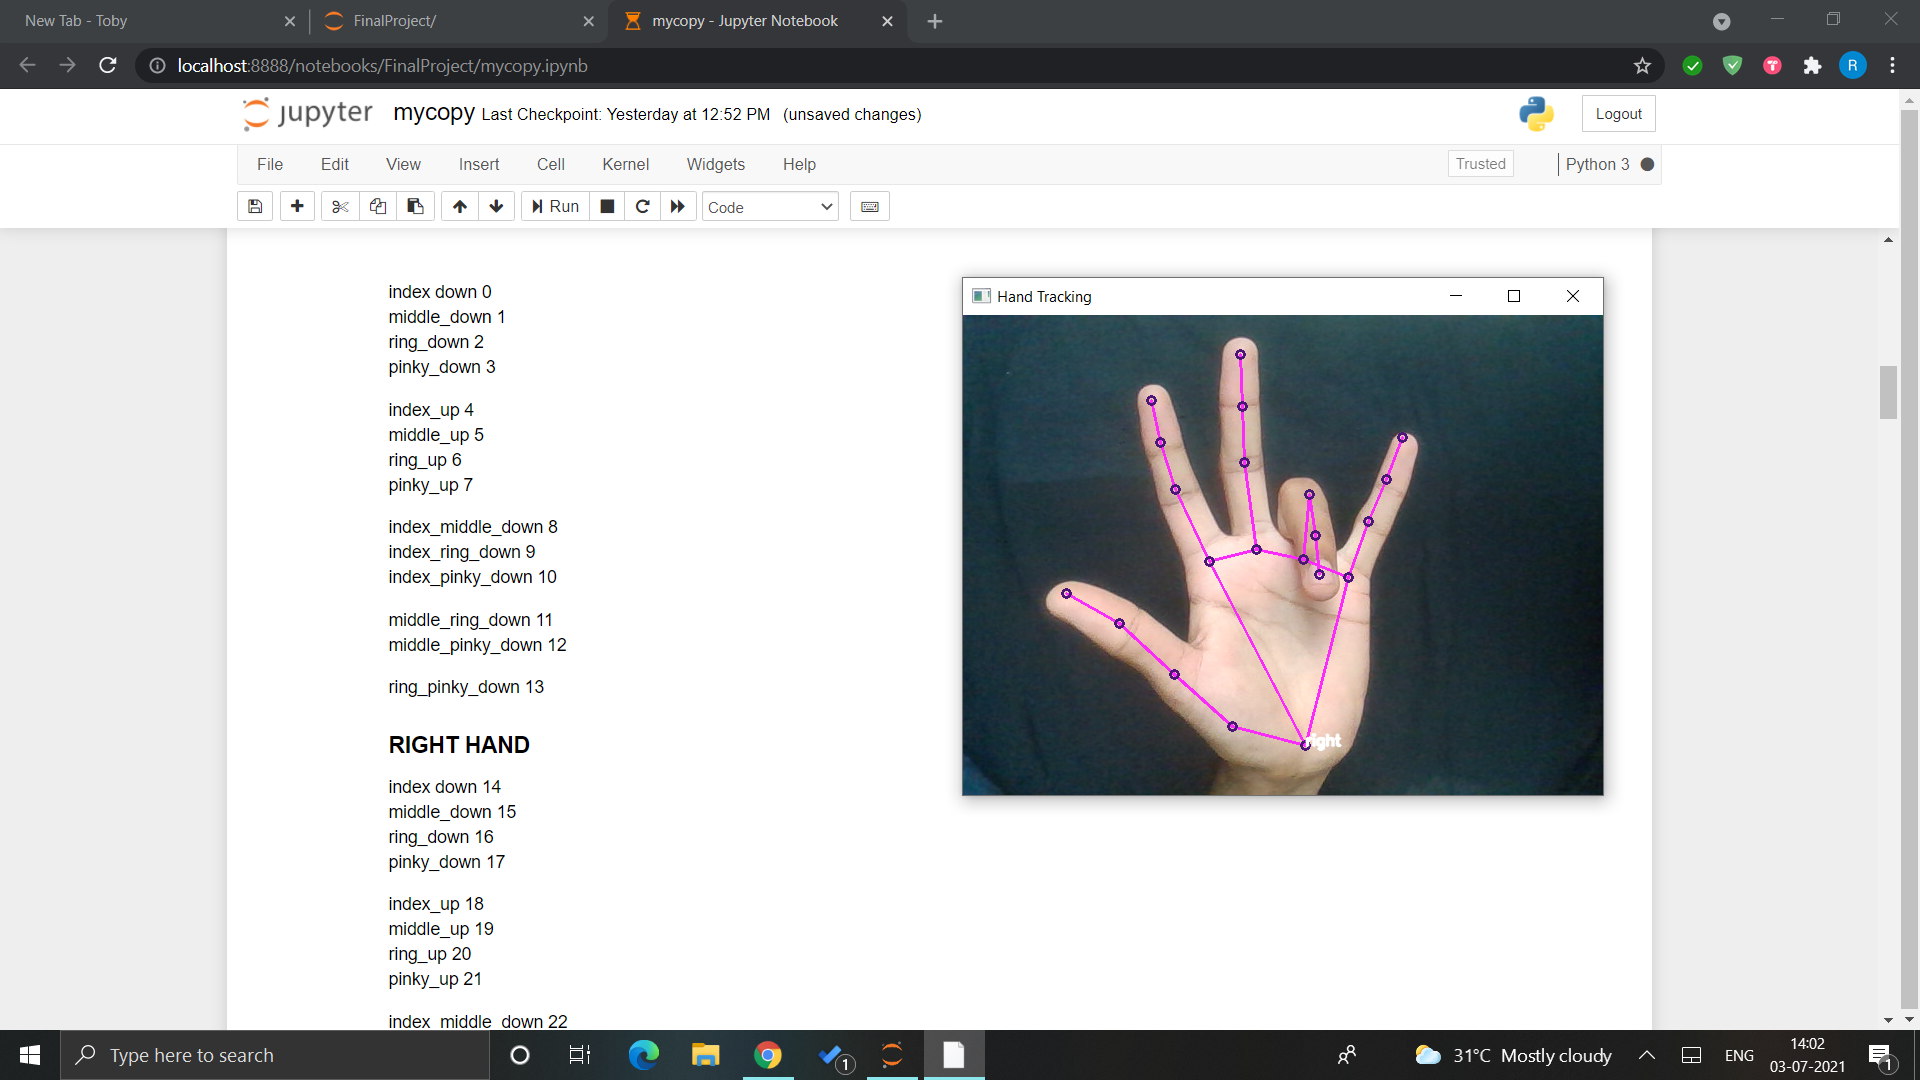 New Tab - Toby
FinalProject/
mycopy - Jupyter Notebook
localhost:8888/notebooks/FinalProject/mycopy.ipynb
R
jupyter mycopy Last Checkpoint: Yesterday at 12:52 PM (unsaved changes)
Logout
File Edit View Insert Cell Kernel Widgets Help
Trusted
Python 3
Run
Code
index down 0
middle_down 1
ring_down 2
pinky_down 3
index_up 4
middle_up 5
ring_up 6
pinky_up 7
index_middle_down 8
index_ring_down 9
index_pinky_down 10
middle_ring_down 11
middle_pinky_down 12
ring_pinky_down 13
RIGHT HAND
index down 14
middle_down 15
ring_down 16
pinky_down 17
index_up 18
middle_up 19
ring_up 20
pinky_up 21
index_middle_down 22
Hand Tracking
right
Type here to search
1
31°C Mostly cloudy
ENG
14:02
03-07-2021
1